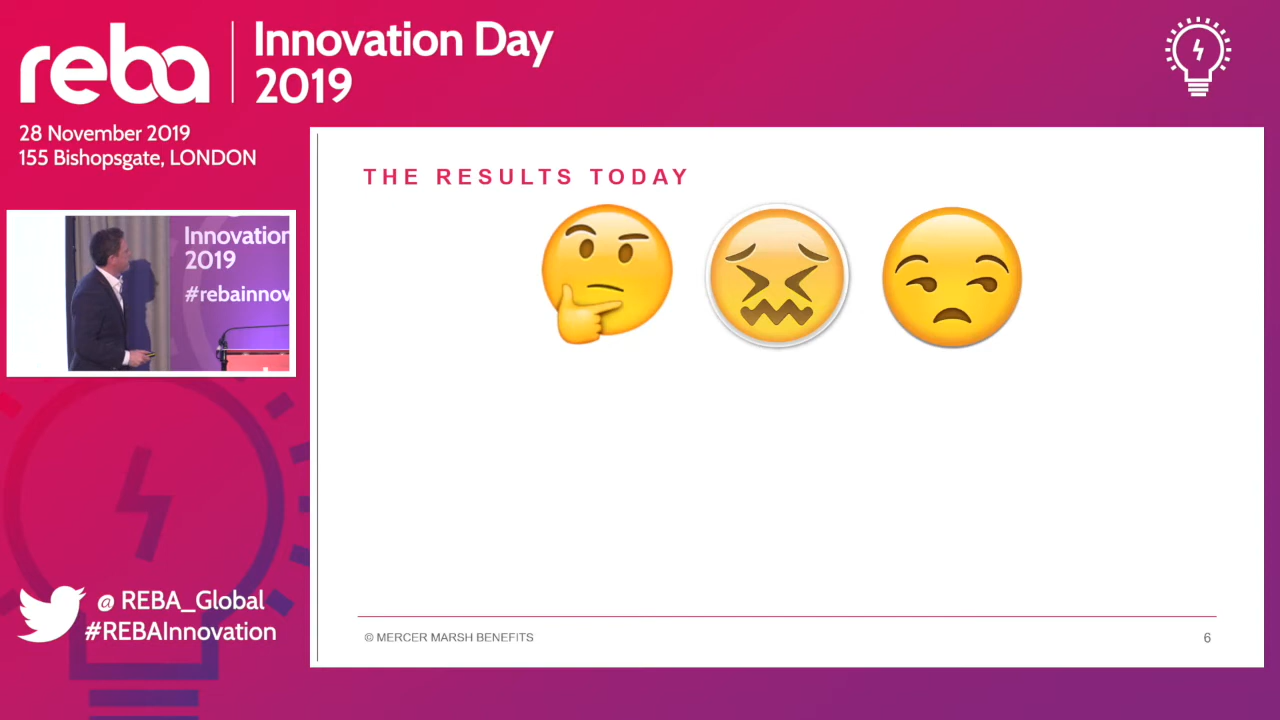 reba
Innovation Day
2019
28 November 2019
155 Bishopsgate, LONDON
Innovation
2019
#rebainnov
THE RESULTS TODAY
@ REBA_Global
#REBAInnovation
© MERCER MARSH BENEFITS
6